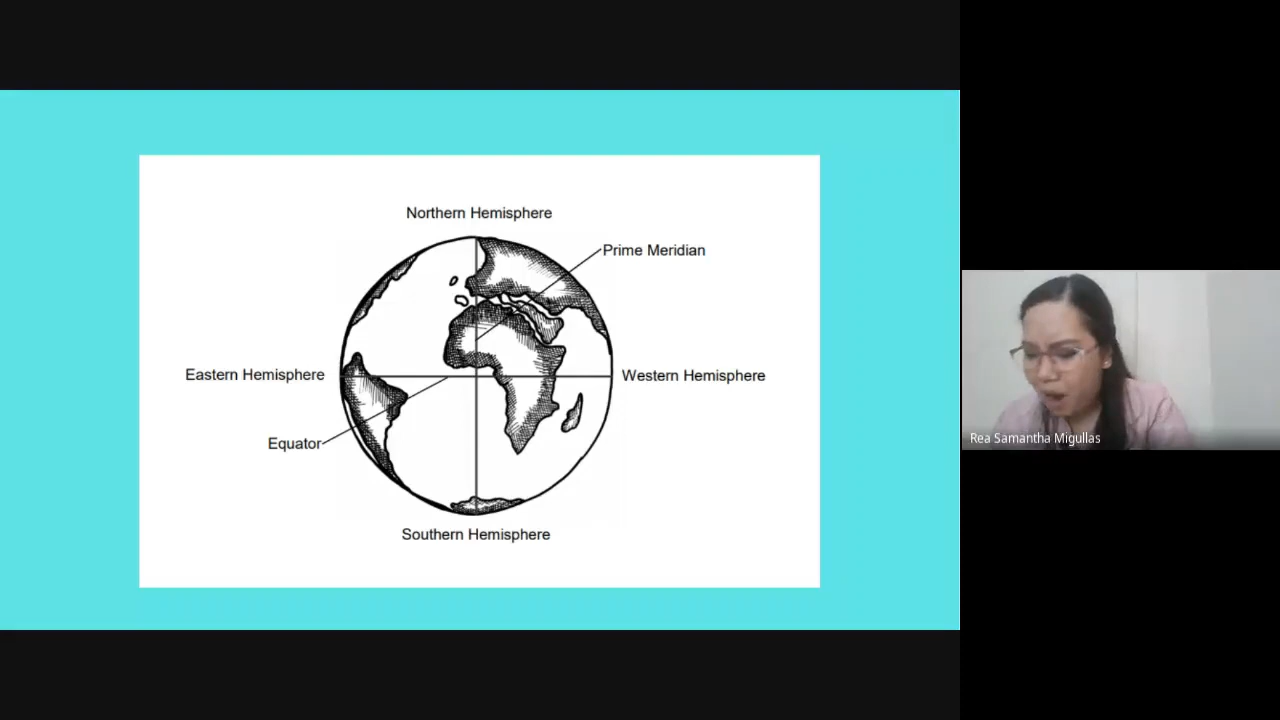 Northern Hemisphere
Prime Meridian
Eastern Hemisphere
Western Hemisphere
Equator
Southern Hemisphere
Rea Samantha Migullas